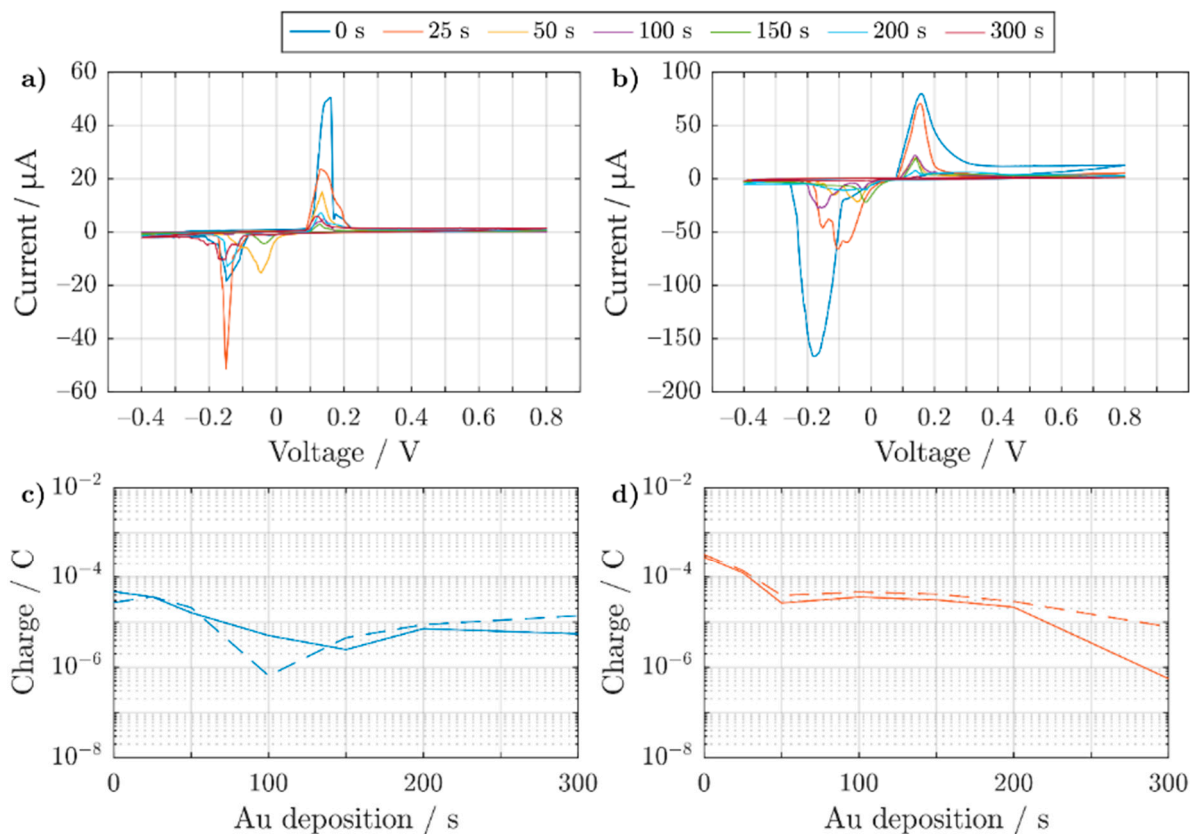 0 s 25 s 50 s 100 s 150 s 200 s 300 s
a)
60
40
20
0
−20
−40
−60
Current / μA
−0.4 −0.2 0 0.2 0.4 0.6 0.8
Voltage / V
b)
100
50
0
−50
−100
−150
−200
Current / μA
−0.4 −0.2 0 0.2 0.4 0.6 0.8
Voltage / V
c)
10−2
10−4
10−6
10−8
Charge / C
0 100 200 300
Au deposition / s
d)
10−2
10−4
10−6
10−8
Charge / C
0 100 200 300
Au deposition / s